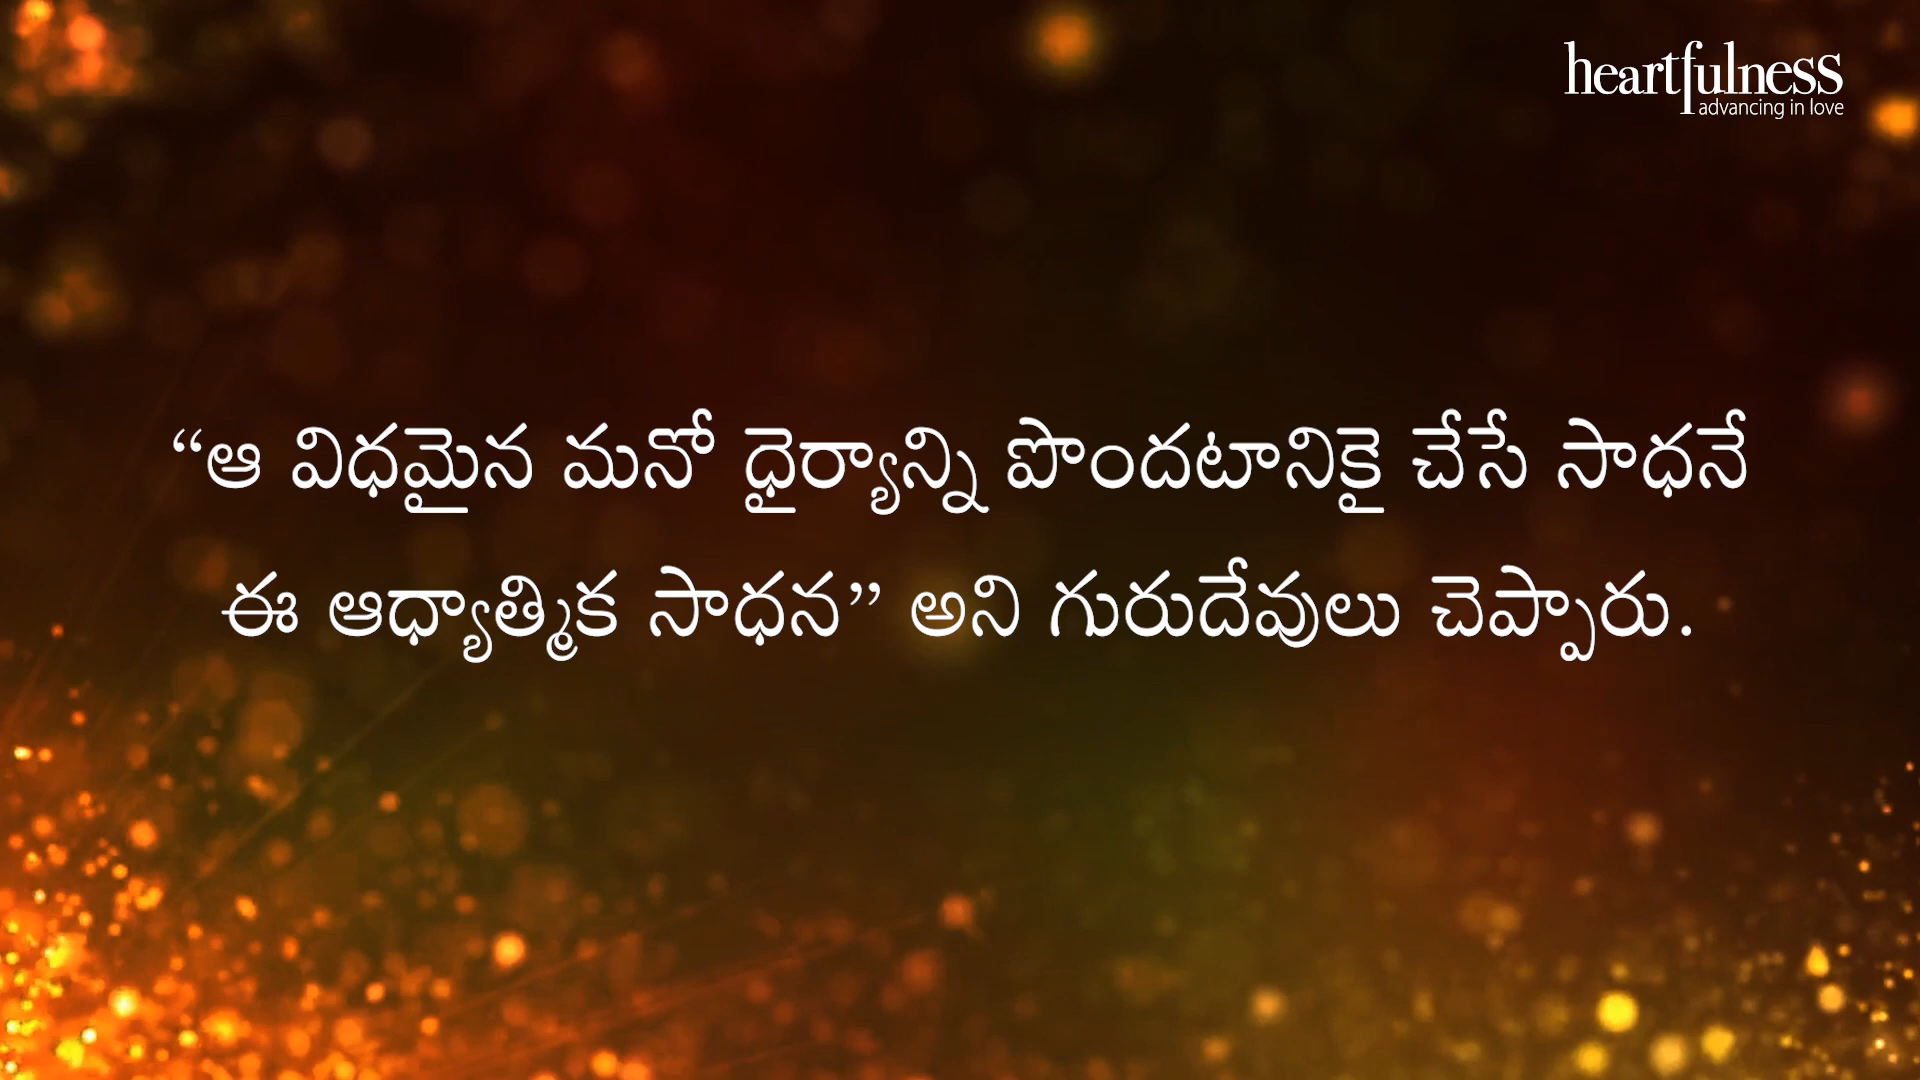 heartfulness
advancing in love
“ఆ విధమైన మనో ధైర్యాన్ని పొందటానికై చేసే సాధనే
ఈ ఆధ్యాత్మిక సాధన” అని గురుదేవులు చెప్పారు.